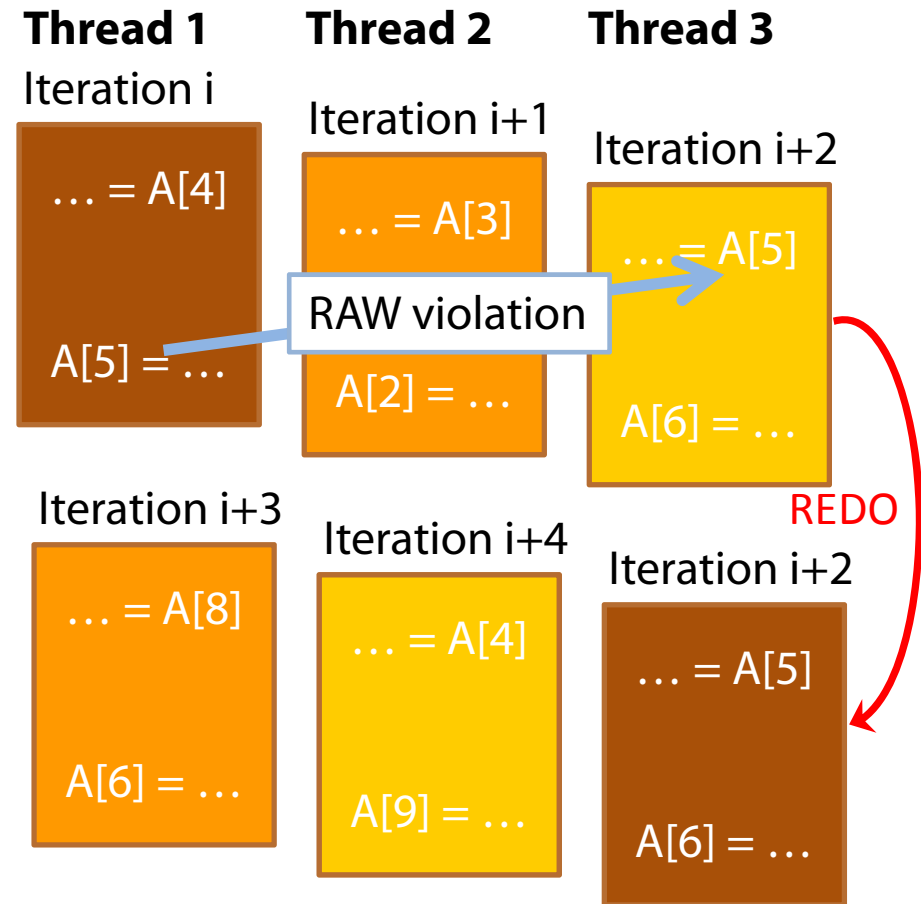 Thread 1
Thread 2
Thread 3
Iteration i
Iteration i+1
Iteration i+2
… = A[4]
A[5] = …
… = A[3]
A[2] = …
… = A[5]
A[6] = …
RAW violation
REDO
Iteration i+3
Iteration i+4
Iteration i+2
… = A[8]
A[6] = …
… = A[4]
A[9] = …
… = A[5]
A[6] = …